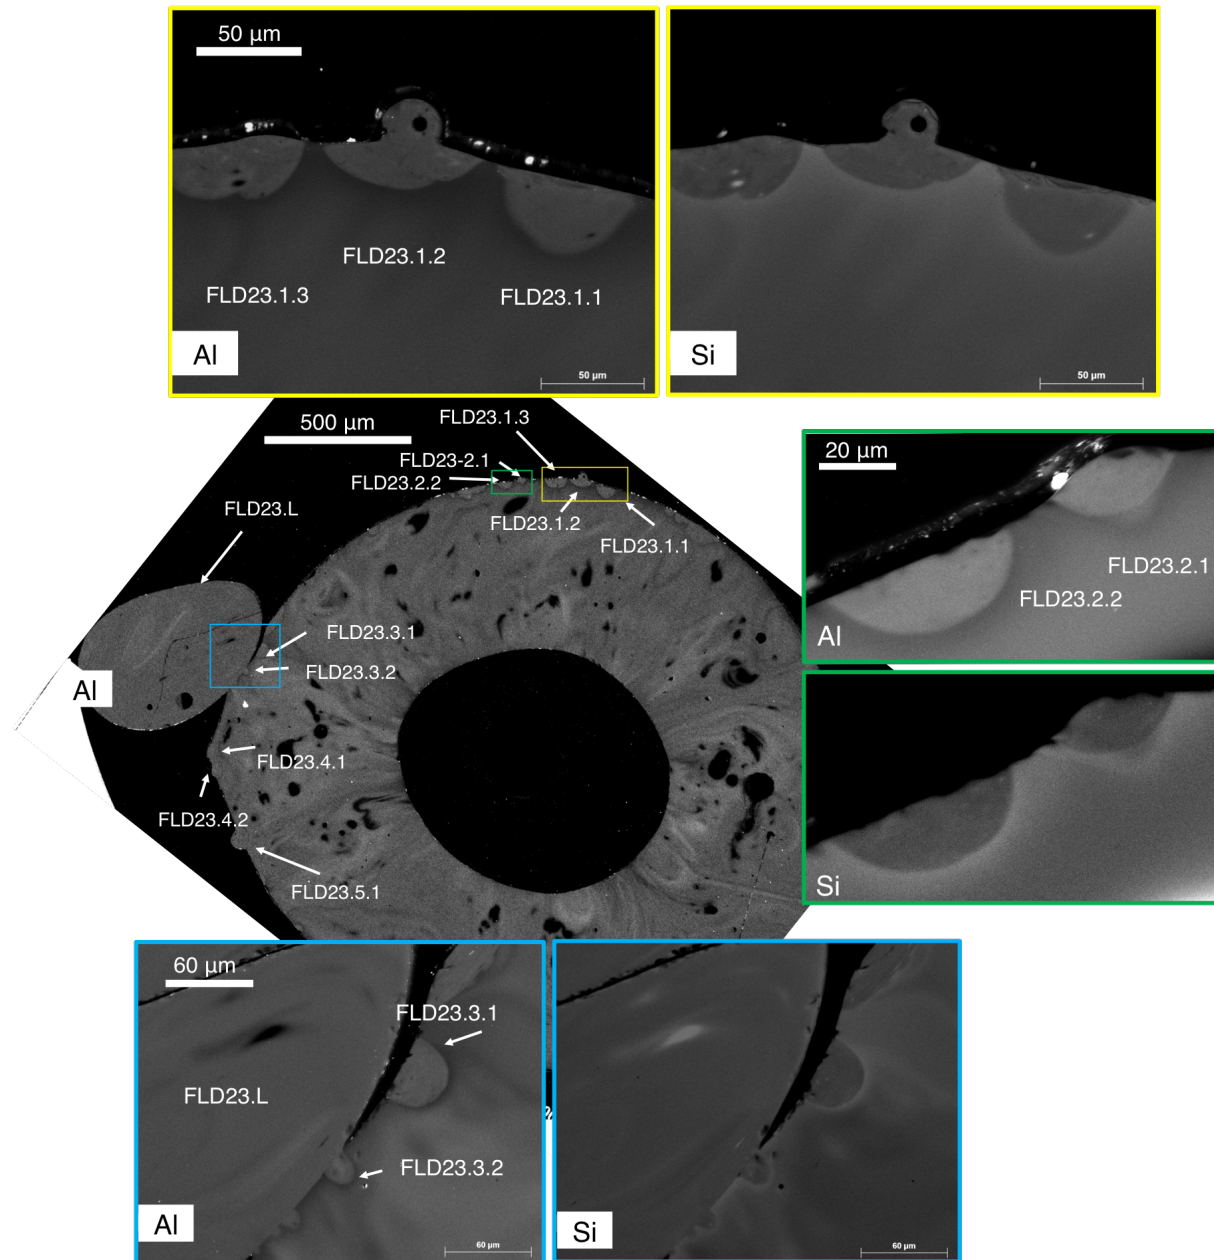 50 µm
FLD23.1.2
FLD23.1.3
FLD23.1.1
Al
50 µm
Si
50 µm
500 µm
FLD23.1.3
FLD23-2.1
FLD23.2.2
FLD23.L
FLD23.1.2
FLD23.1.1
FLD23.3.1
FLD23.3.2
Al
FLD23.4.1
FLD23.4.2
FLD23.5.1
20 µm
FLD23.2.1
FLD23.2.2
Al
Si
60 µm
FLD23.3.1
FLD23.L
FLD23.3.2
Al
60 µm
Si
60 µm